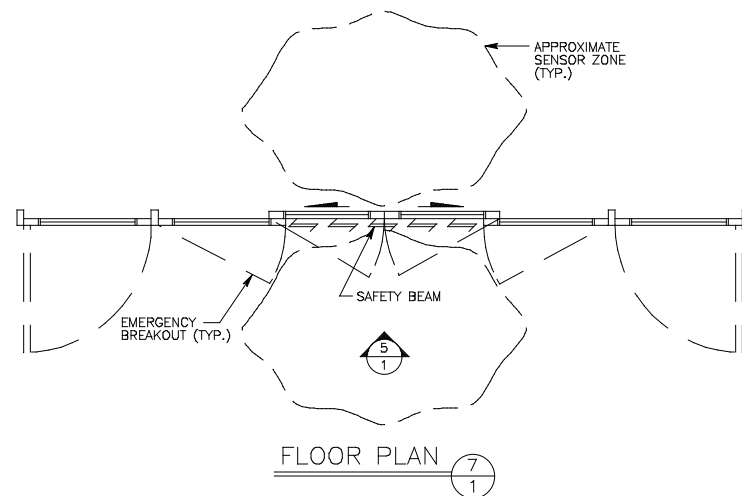 APPROXIMATE
SENSOR ZONE
(TYP.)
SAFETY BEAM
EMERGENCY
BREAKOUT (TYP.)
5
1
FLOOR PLAN
7
1